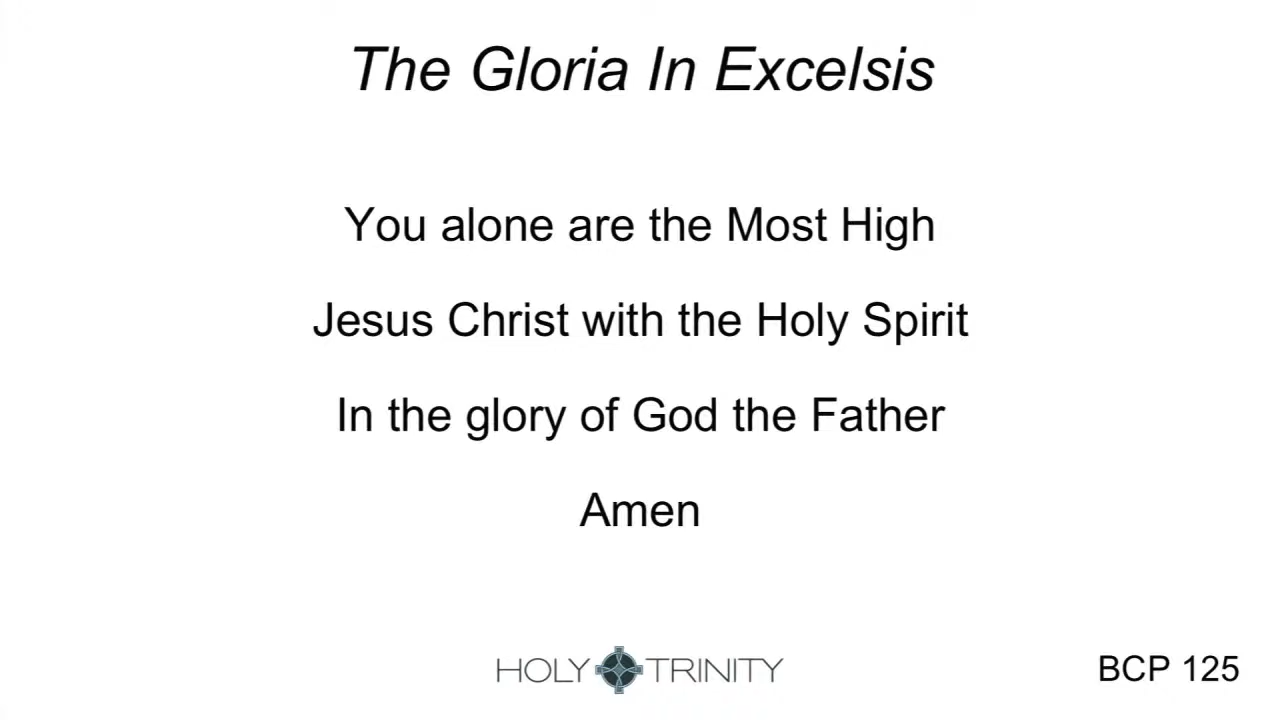 The Gloria In Excelsis
You alone are the Most High
Jesus Christ with the Holy Spirit
In the glory of God the Father
Amen
HOLY TRINITY
BCP 125